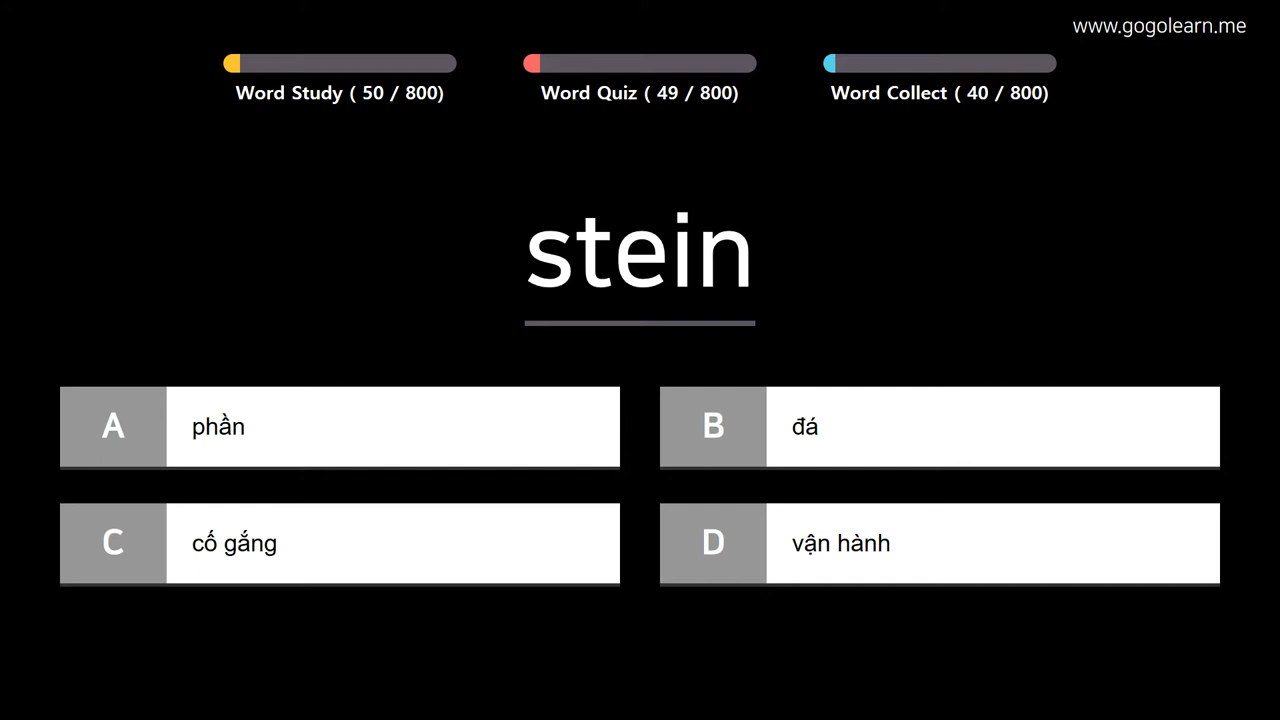 www.gogolearn.me
Word Study ( 50 / 800)
Word Quiz ( 49 / 800)
Word Collect ( 40 / 800)
stein
A phần
B đá
C cố gắng
D vận hành